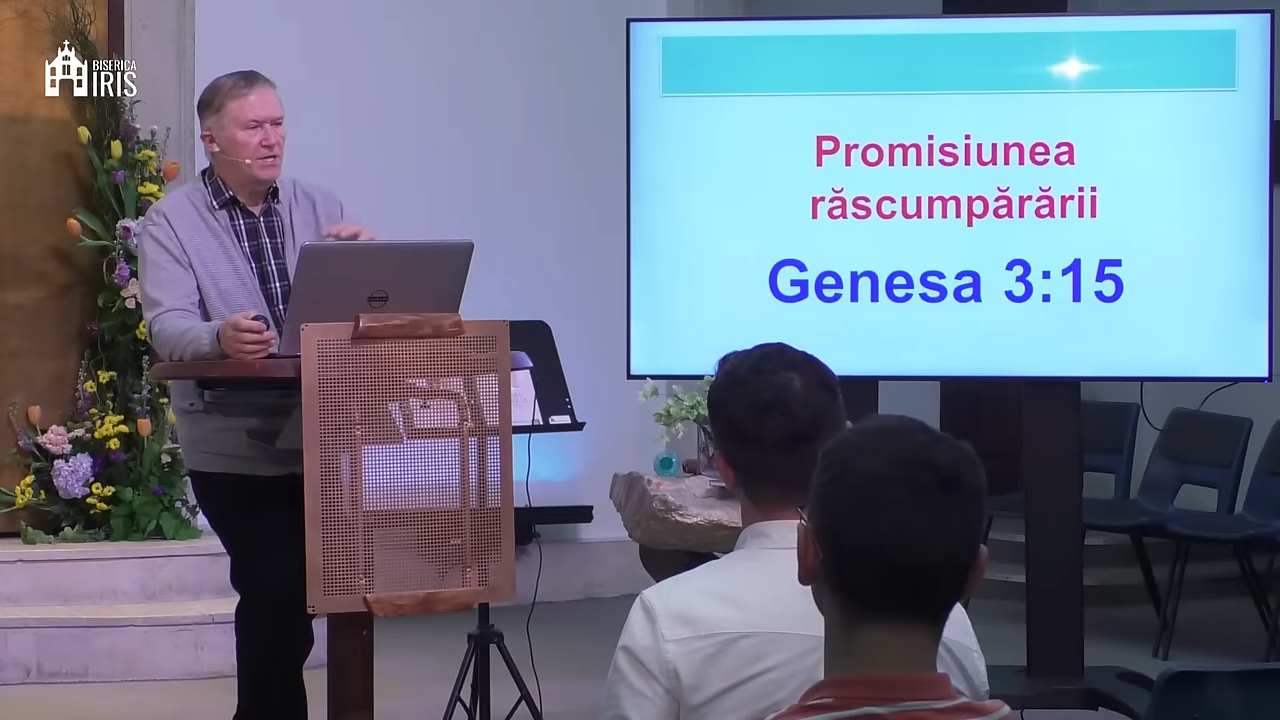 BISERICA
IRIS
Promisiunea
răscumpărării
Genesa 3:15